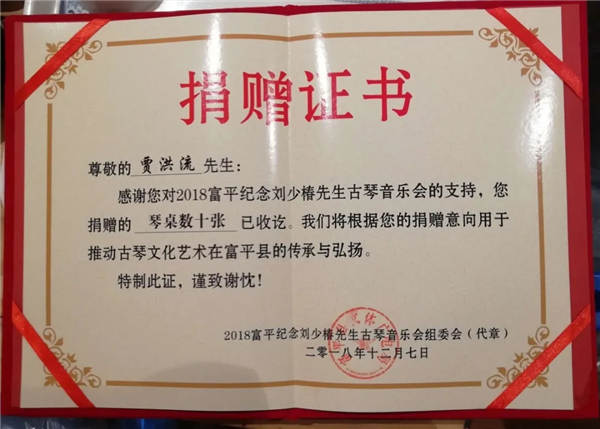 捐赠证书
尊敬的 贾洪流 先生：
感谢您对2018富平纪念刘少椿先生古琴音乐会的支持，您
捐赠的 琴桌数十张 已收讫。我们将根据您的捐赠意向用于
推动古琴文化艺术在富平县的传承与弘扬。
特制此证，谨致谢忱！
2018富平纪念刘少椿先生古琴音乐会组委会（代章）
二零一八年十二月七日